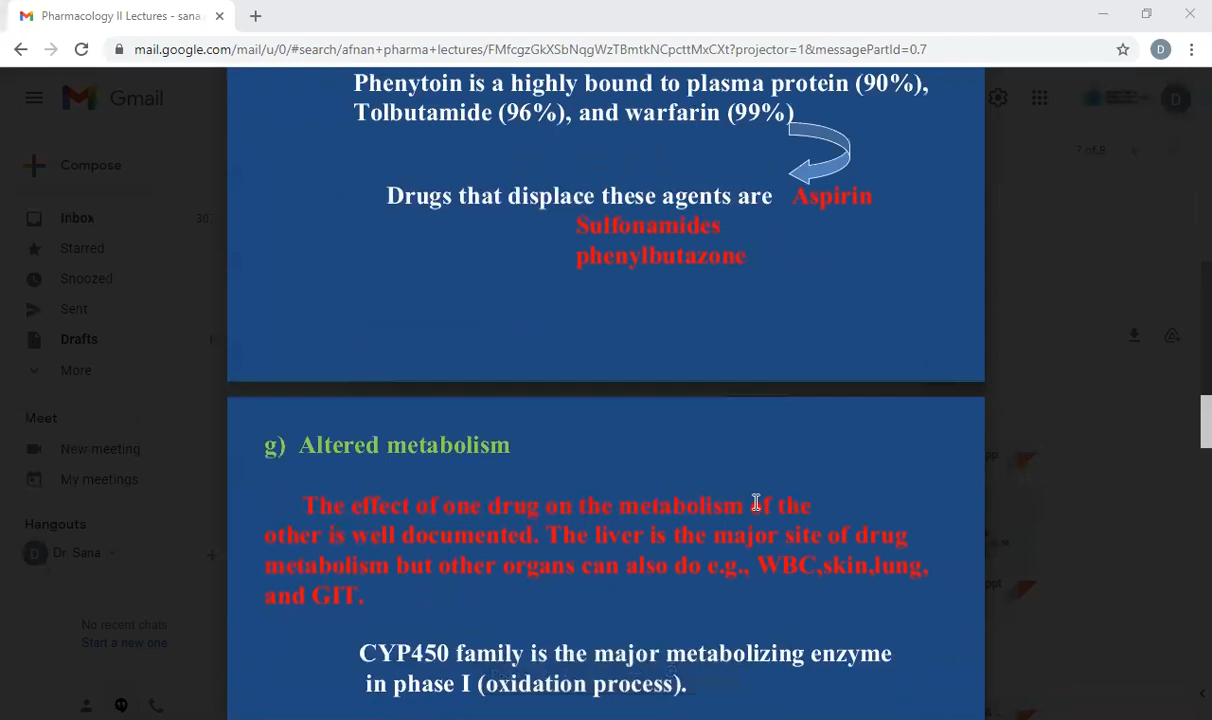 Pharmacology II Lectures - sana
mail.google.com/mail/u/0/#search/afnan+pharma+lectures/FMfcgzGkXSbNqgWzTBmtkNCpcttMxCXt?projector=1&messagePartId=0.7
D
Gmail
D
Compose
7 of 8
Inbox
Starred
Snoozed
Sent
Drafts
More
Meet
New meeting
My meetings
Hangouts
D Dr. Sana
No recent chats
Start a new one
Phenytoin is a highly bound to plasma protein (90%),
Tolbutamide (96%), and warfarin (99%)
Drugs that displace these agents are Aspirin
Sulfonamides
phenylbutazone
g) Altered metabolism
The effect of one drug on the metabolism of the
other is well documented. The liver is the major site of drug
metabolism but other organs can also do e.g., WBC,skin,lung,
and GIT.
CYP450 family is the major metabolizing enzyme
in phase I (oxidation process).